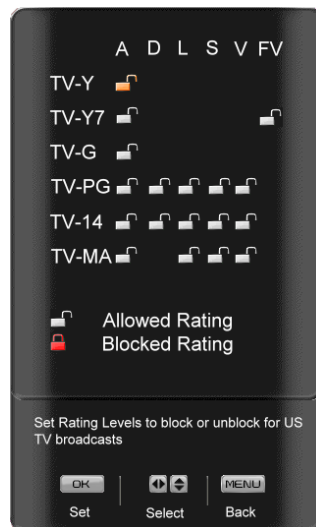 A D L S V FV
TV-Y
TV-Y7
TV-G
TV-PG
TV-14
TV-MA
Allowed Rating
Blocked Rating
Set Rating Levels to block or unblock for US
TV broadcasts
OK MENU
Set Select Back